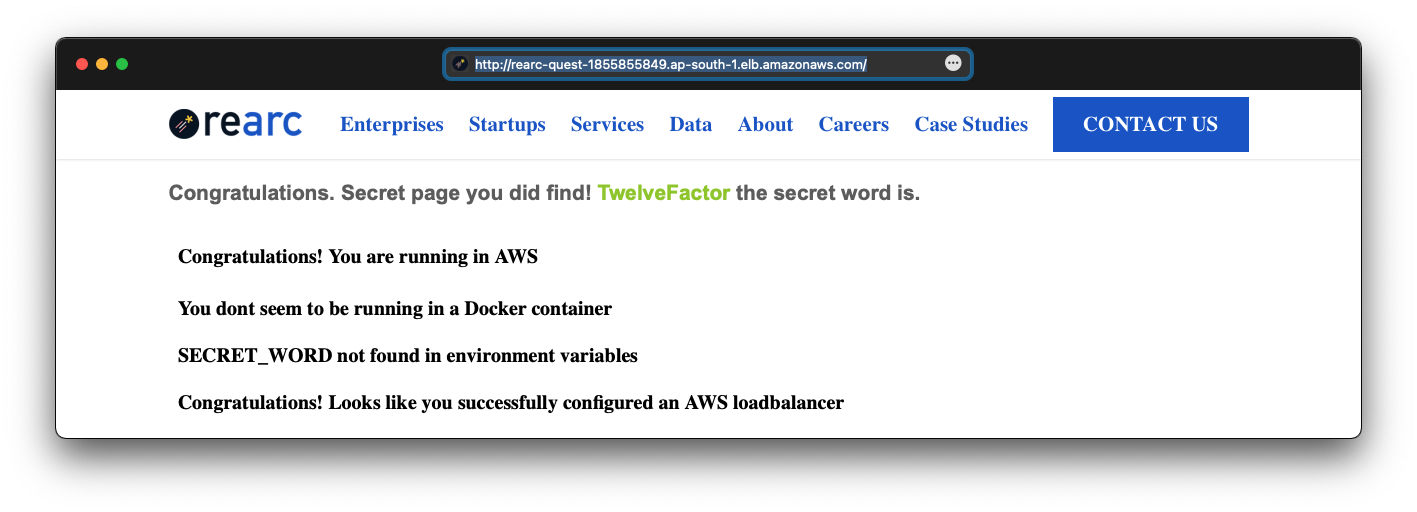 http://rearc-quest-1855855849.ap-south-1.elb.amazonaws.com/
rearc Enterprises Startups Services Data About Careers Case Studies CONTACT US
Congratulations. Secret page you did find! TwelveFactor the secret word is.
Congratulations! You are running in AWS
You dont seem to be running in a Docker container
SECRET_WORD not found in environment variables
Congratulations! Looks like you successfully configured an AWS loadbalancer